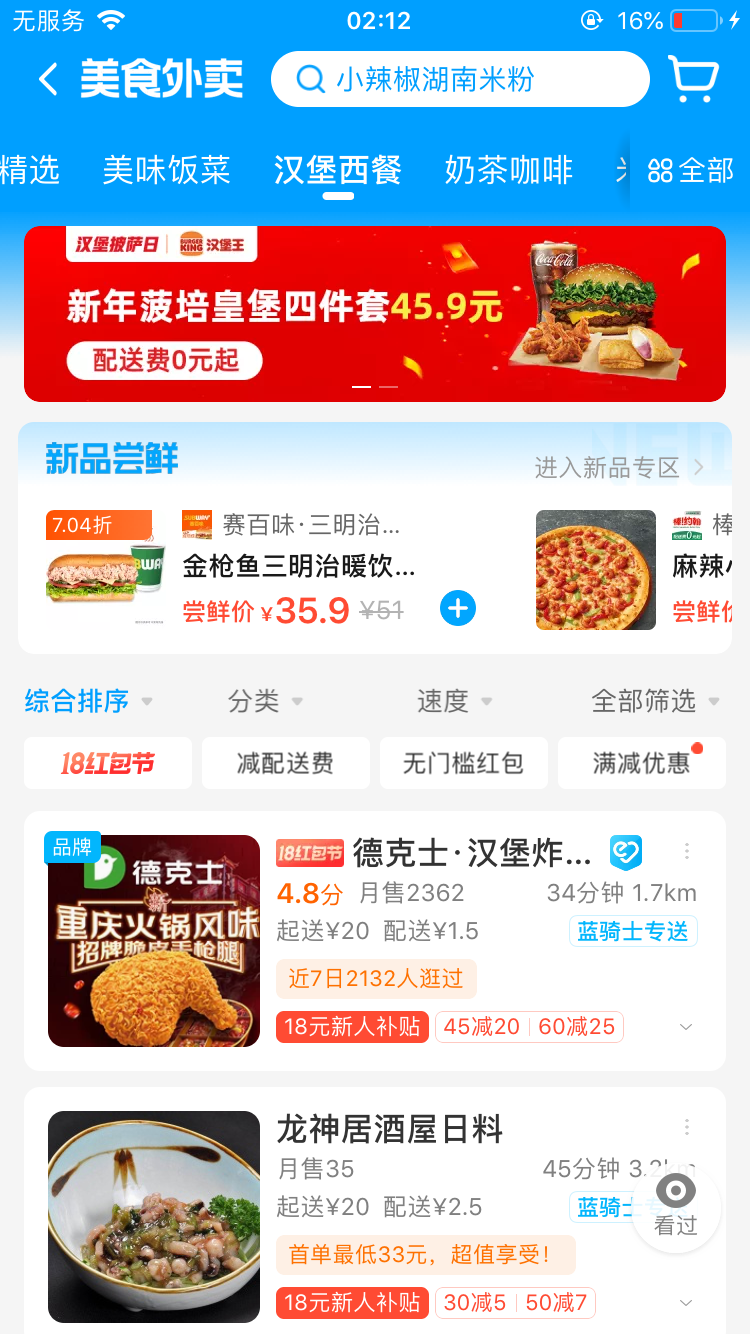 无服务 02:12 16%
美食外卖 小辣椒湖南米粉
精选 美味饭菜 汉堡西餐 奶茶咖啡 全部
汉堡披萨日 BURGER KING 汉堡王
新年菠培皇堡四件套45.9元
配送费0元起
Coca-Cola
新品尝鲜
进入新品专区
7.04折
SUBWAY
赛百味·三明治...
金枪鱼三明治暖饮...
尝鲜价 ¥35.9 ¥51
棒!约翰
棒
麻辣
尝鲜价
综合排序 分类 速度 全部筛选
18红包节 减配送费 无门槛红包 满减优惠
品牌
德克士
重庆火锅风味
招牌脆皮手枪腿
18红包节 德克士·汉堡炸...
4.8分 月售2362 34分钟 1.7km
起送¥20 配送¥1.5 蓝骑士专送
近7日2132人逛过
18元新人补贴 45减20 60减25
龙神居酒屋日料
月售35 45分钟 3.2km
起送¥20 配送¥2.5 蓝骑士
看过
首单最低33元，超值享受！
18元新人补贴 30减5 50减7